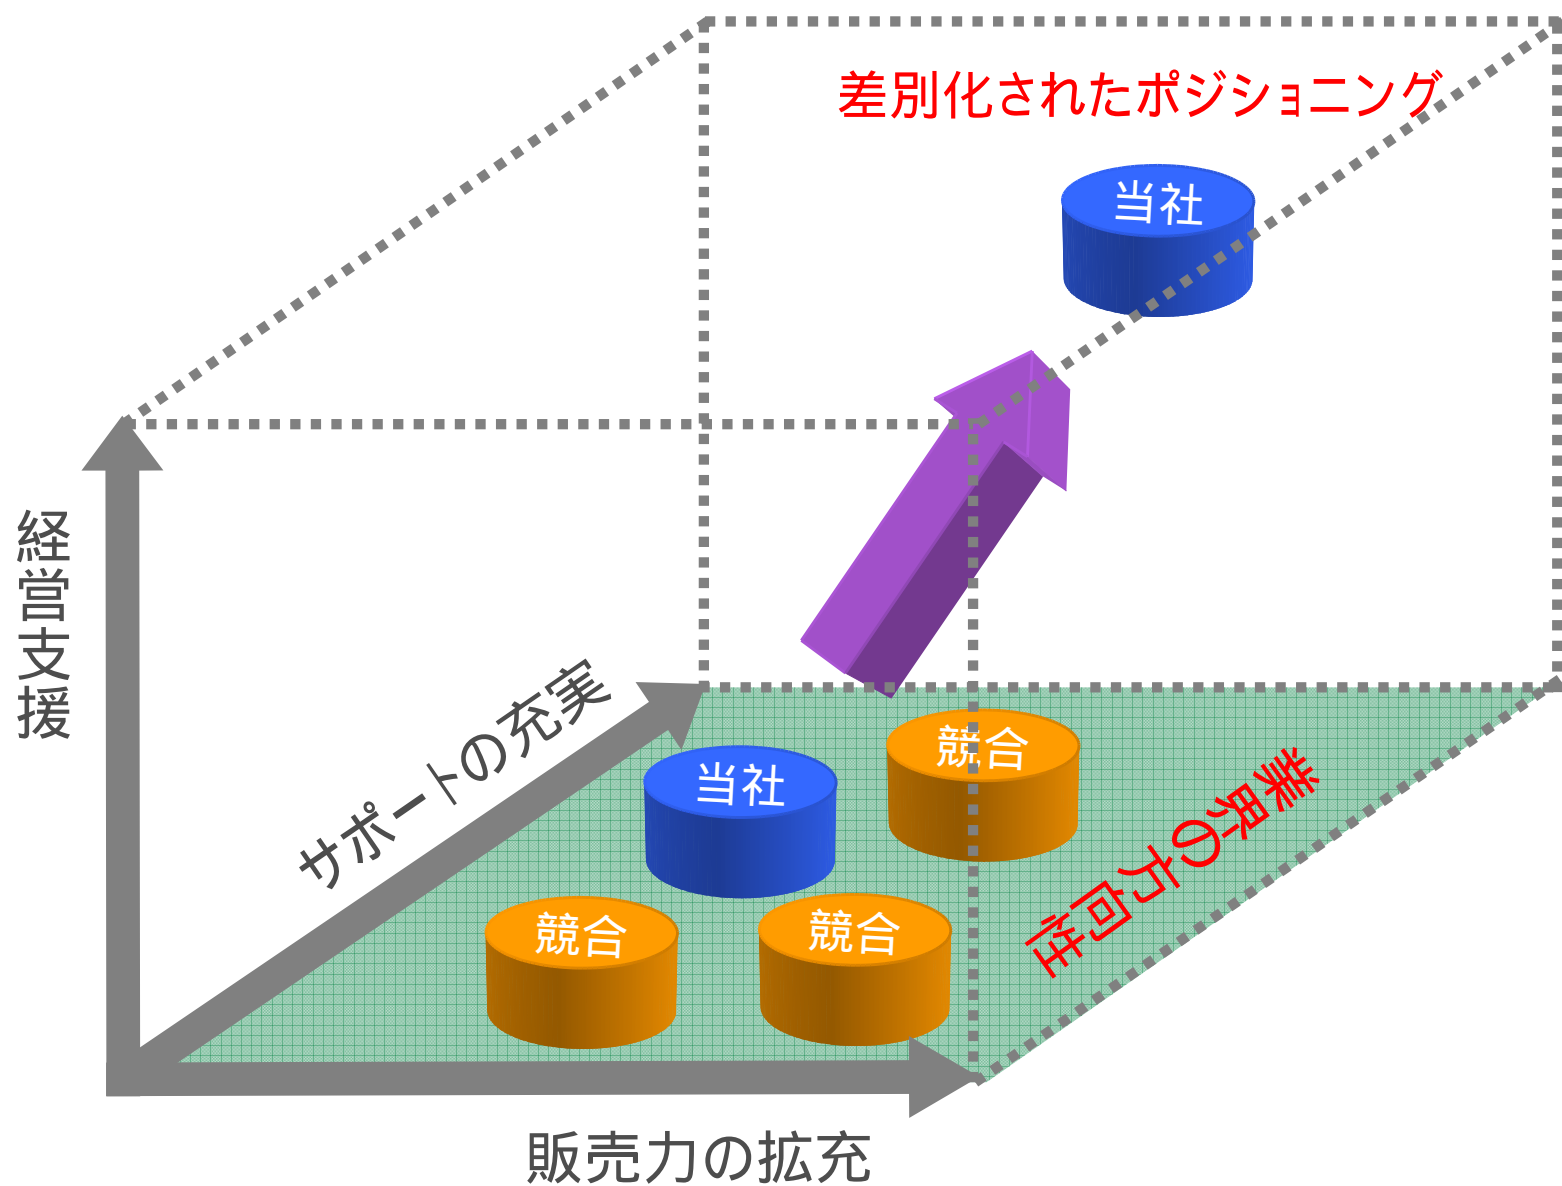 差別化されたポジショニング
当社
経営支援
サポートの充実
当社
競合
業界の方向性
競合
競合
販売力の拡充